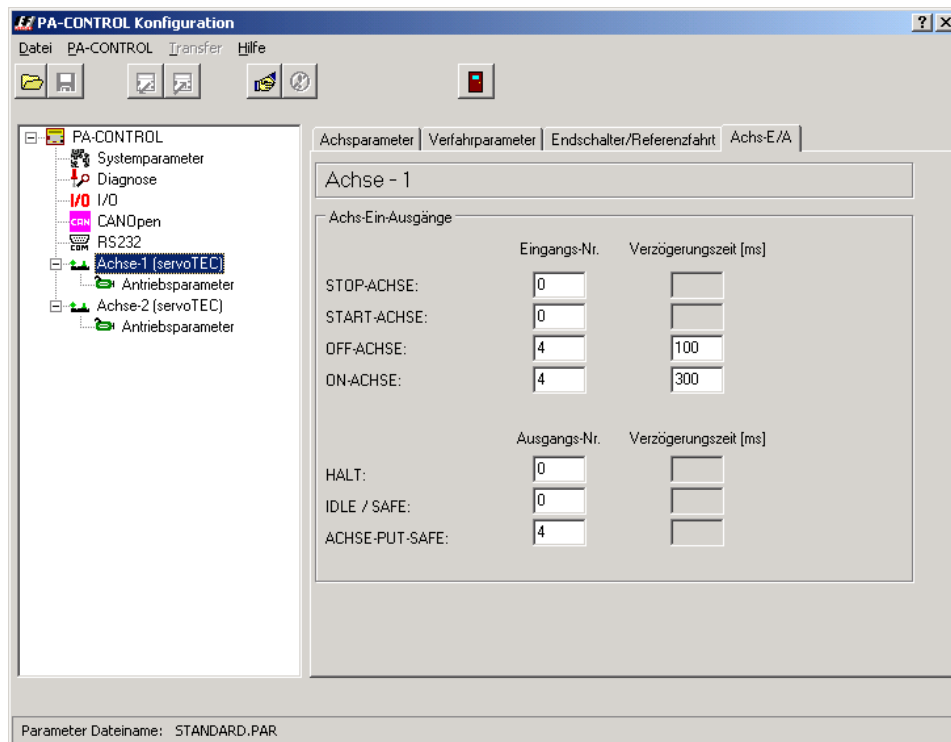 PA-CONTROL Konfiguration
Datei PA-CONTROL Transfer Hilfe
PA-CONTROL
Systemparameter
Diagnose
I/O I/O
CAN CANOpen
COM RS232
Achse-1 (servoTEC)
Antriebsparameter
Achse-2 (servoTEC)
Antriebsparameter
Achsparameter Verfahrparameter Endschalter/Referenzfahrt Achs-E/A
Achse - 1
Achs-Ein-Ausgänge
Eingangs-Nr. Verzögerungszeit [ms]
STOP-ACHSE: 0
START-ACHSE: 0
OFF-ACHSE: 4 100
ON-ACHSE: 4 300
Ausgangs-Nr. Verzögerungszeit [ms]
HALT: 0
IDLE / SAFE: 0
ACHSE-PUT-SAFE: 4
Parameter Dateiname: STANDARD.PAR